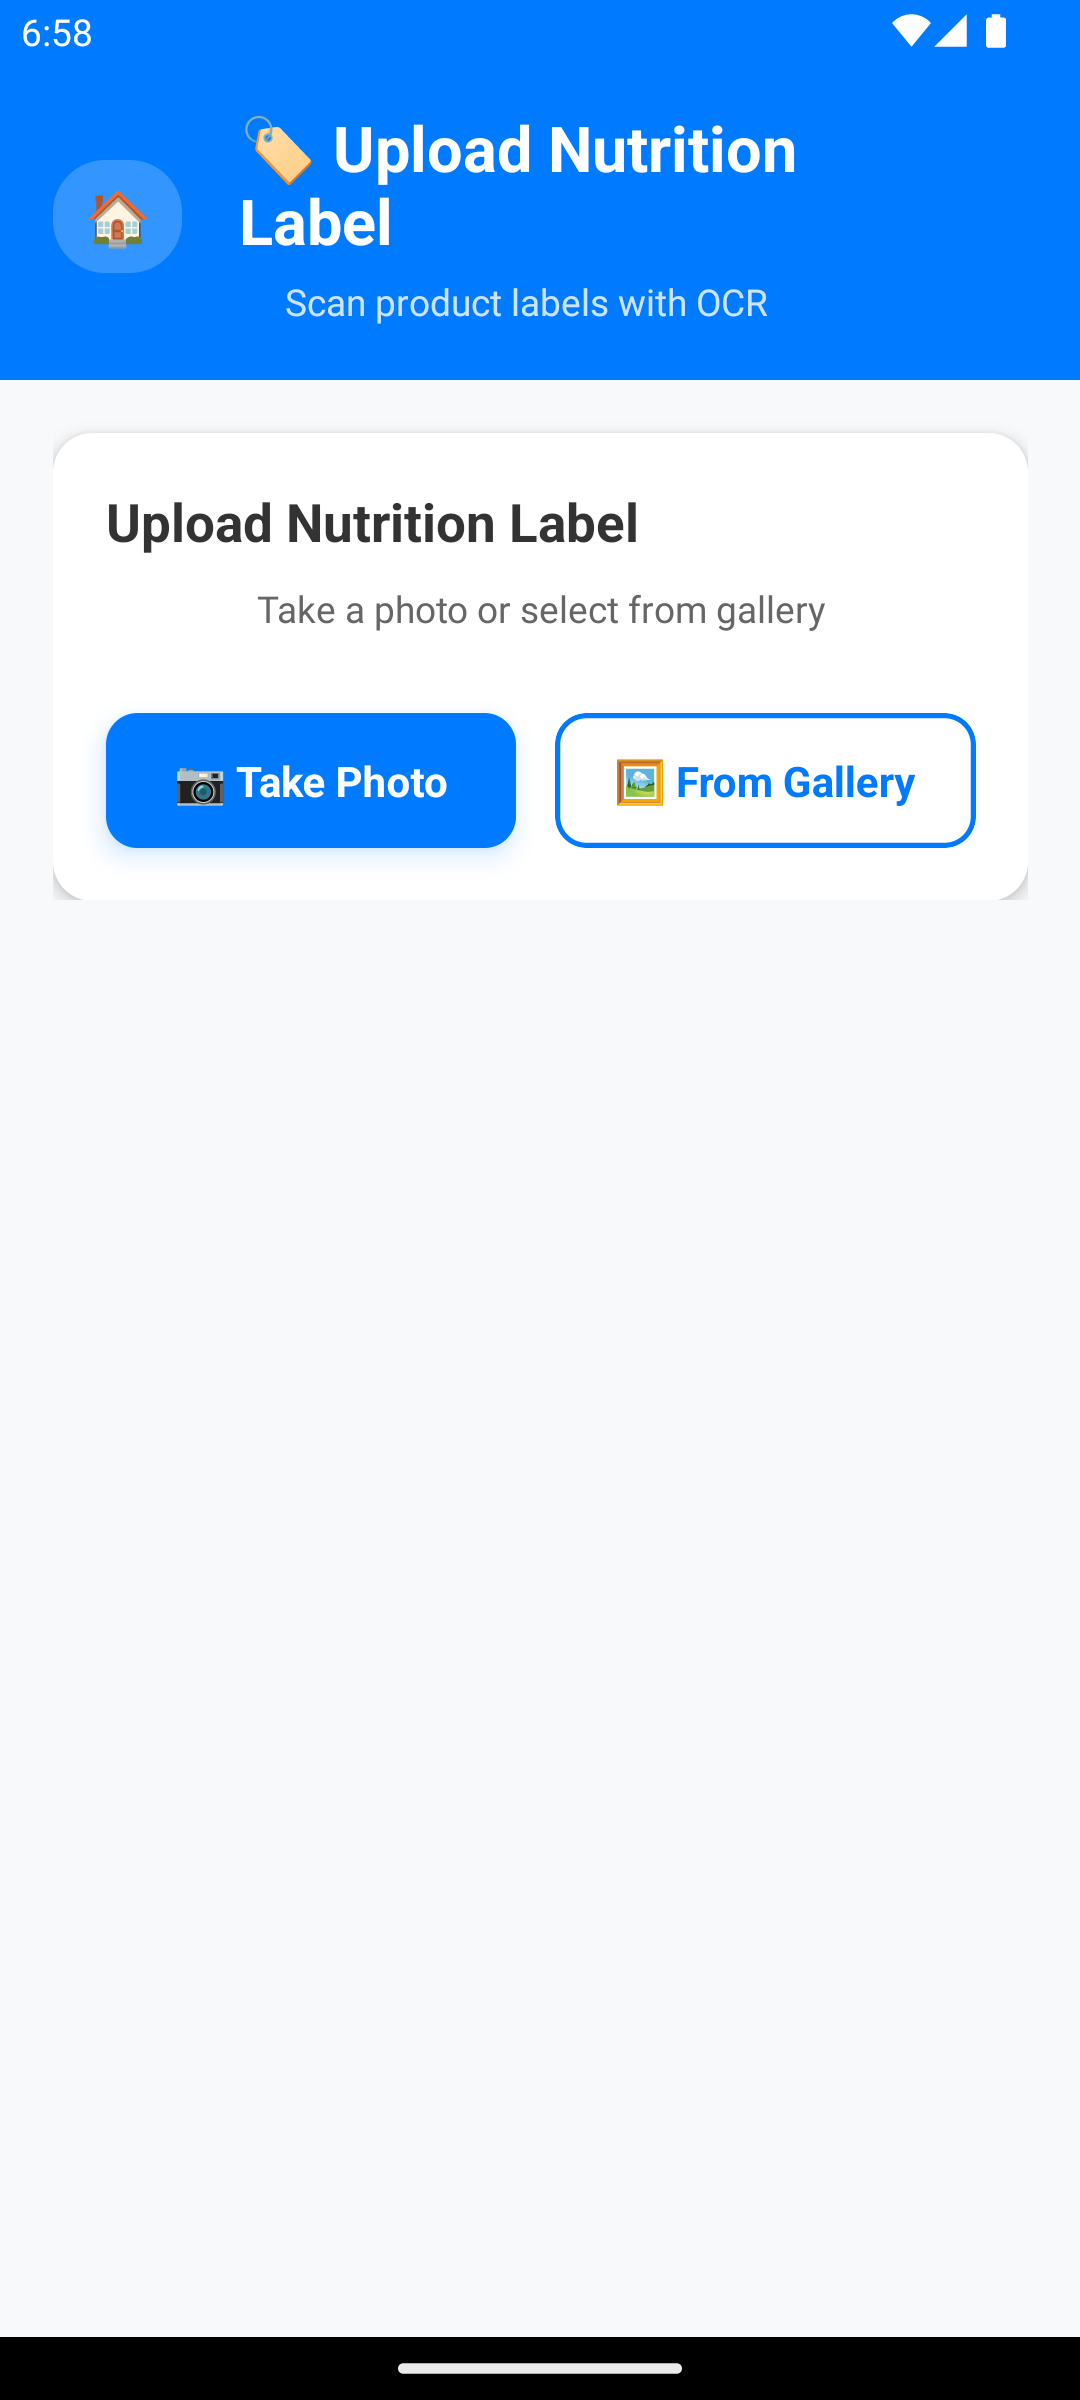 6:58
🏷️ Upload Nutrition
Label
Scan product labels with OCR
Upload Nutrition Label
Take a photo or select from gallery
📷 Take Photo
🖼️ From Gallery